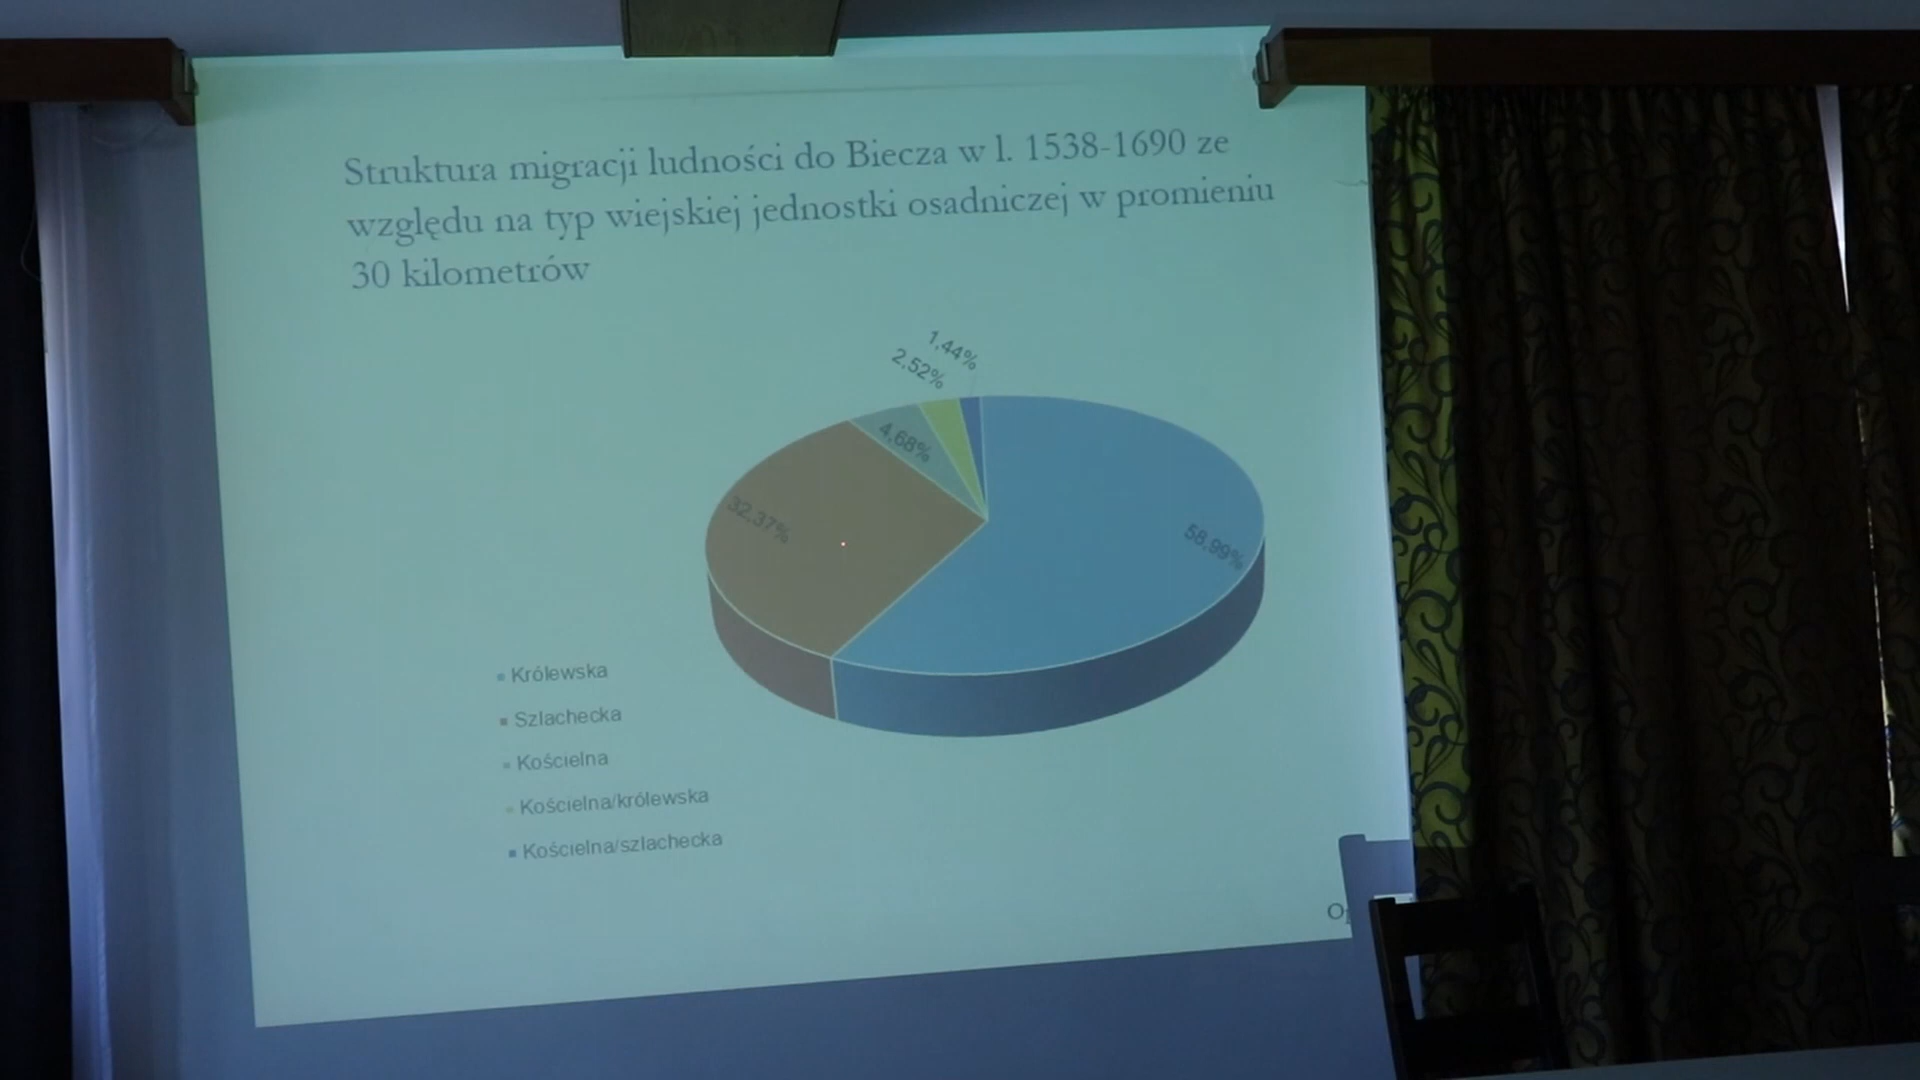 Struktura migracji ludności do Biecza w l. 1538-1690 ze
względu na typ wiejskiej jednostki osadniczej w promieniu
30 kilometrów
1,44%
2,52%
4,68%
32,37%
58,99%
Królewska
Szlachecka
Kościelna
Kościelna/królewska
Kościelna/szlachecka